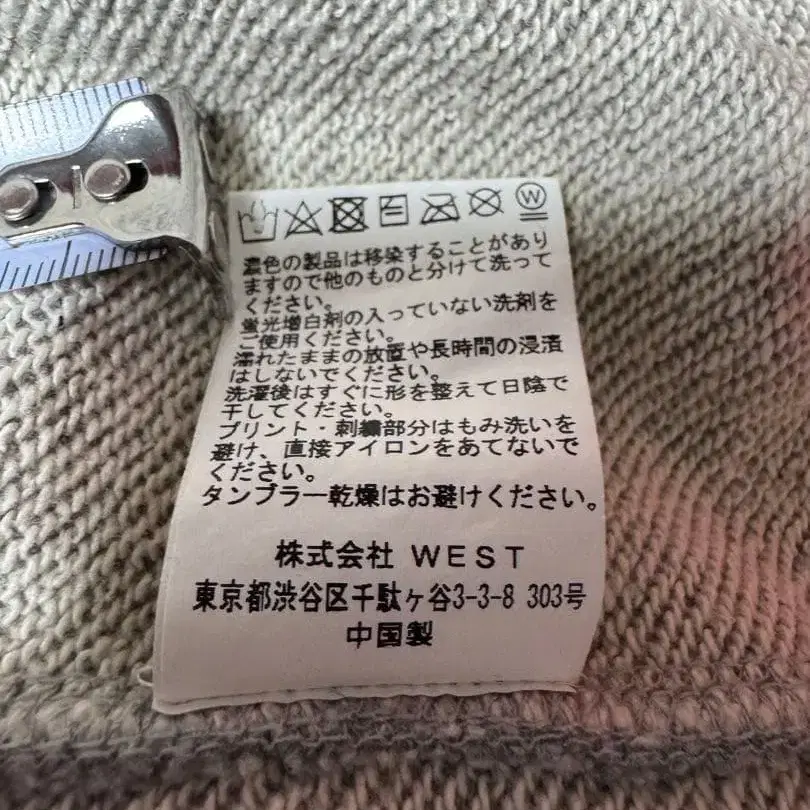 W
濃色の製品は移染することがあり
ますので他のものと分けて洗って
ください。
蛍光増白剤の入っていない洗剤を
ご使用ください。
濡れたままの放置や長時間の浸漬
はしないでください。
洗濯後はすぐに形を整えて日陰で
干してください。
プリント・刺繍部分はもみ洗いを
避け、直接アイロンをあてないで
ください。
タンブラー乾燥はお避けください。
株式会社 WEST
東京都渋谷区千駄ヶ谷3-3-8 303号
中国製